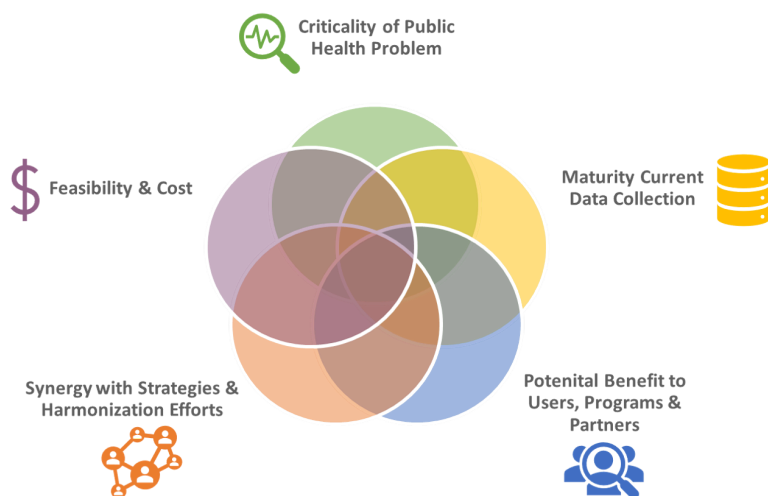 Criticality of Public
Health Problem
Maturity Current
Data Collection
$
Feasibility & Cost
Synergy with Strategies &
Harmonization Efforts
Potenital Benefit to
Users, Programs &
Partners